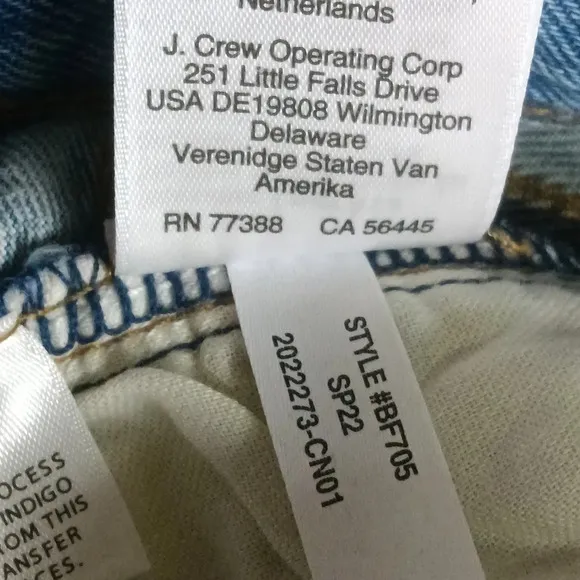 Netherlands
J. Crew Operating Corp
251 Little Falls Drive
USA DE19808 Wilmington
Delaware
Verenidge Staten Van
Amerika
RN 77388 CA 56445
STYLE #BF705
SP22
2022273-CN01
OCESS
INDIGO
OM THIS
ANSFER
CES.